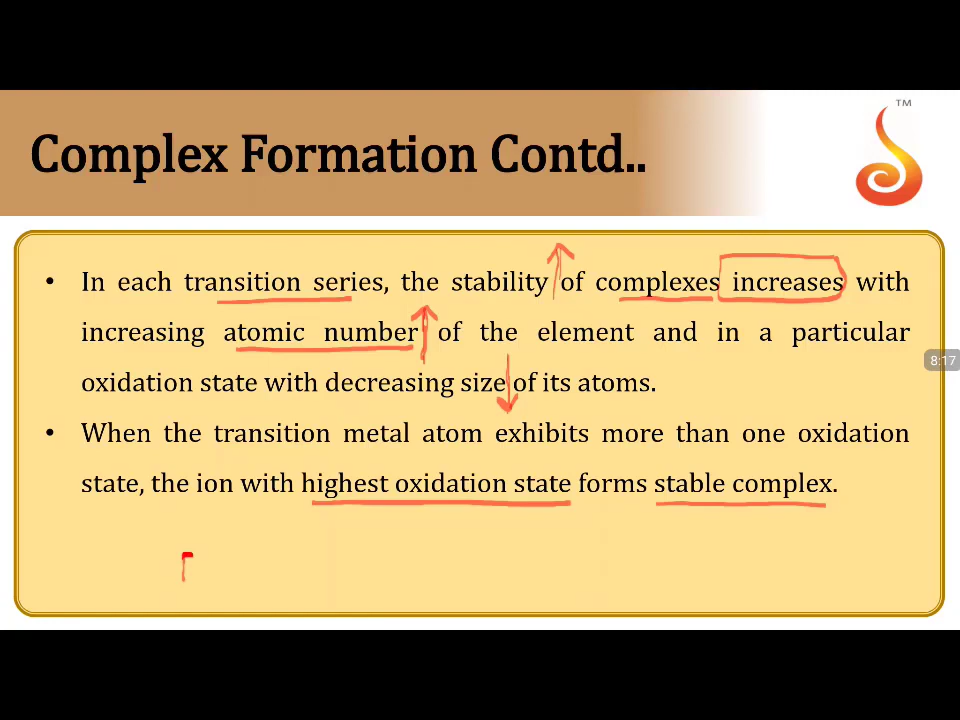 TM
Complex Formation Contd..
• In each transition series, the stability of complexes increases with
increasing atomic number of the element and in a particular
oxidation state with decreasing size of its atoms.
• When the transition metal atom exhibits more than one oxidation
state, the ion with highest oxidation state forms stable complex.
8:17